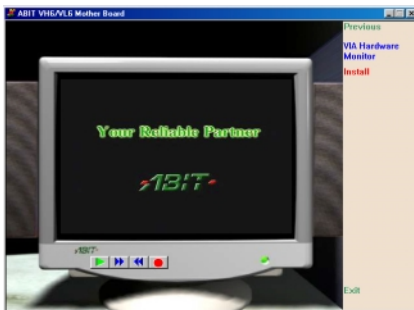 ABIT VH6/VL6 Mother Board
Previous
VIA Hardware
Monitor
Install
Your Reliable Partner
ABIT
ABIT
Exit